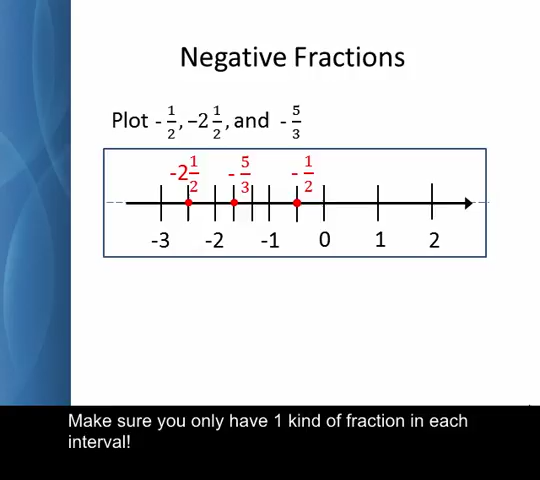 Negative Fractions
Plot - 1/2, –2 1/2, and - 5/3
-2 1/2 - 5/3 - 1/2
-3 -2 -1 0 1 2
Make sure you only have 1 kind of fraction in each
interval!